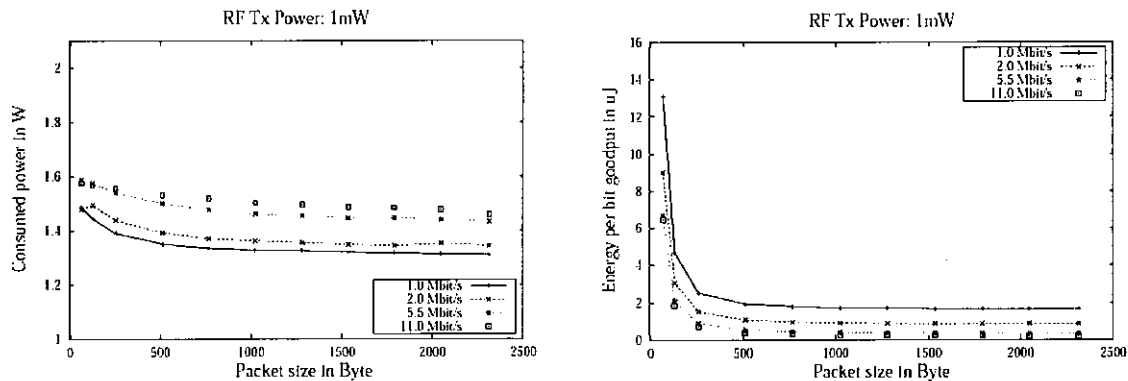 RF Tx Power: 1mW
Consumed power in W
2
1.8
1.6
1.4
1.2
1
0
500
1000
1500
2000
2500
Packet size in Byte
1.0 Mbit/s
2.0 Mbit/s
5.5 Mbit/s
11.0 Mbit/s
RF Tx Power: 1mW
Energy per bit goodput in uJ
16
14
12
10
8
6
4
2
0
0
500
1000
1500
2000
2500
Packet size in Byte
1.0 Mbit/s
2.0 Mbit/s
5.5 Mbit/s
11.0 Mbit/s